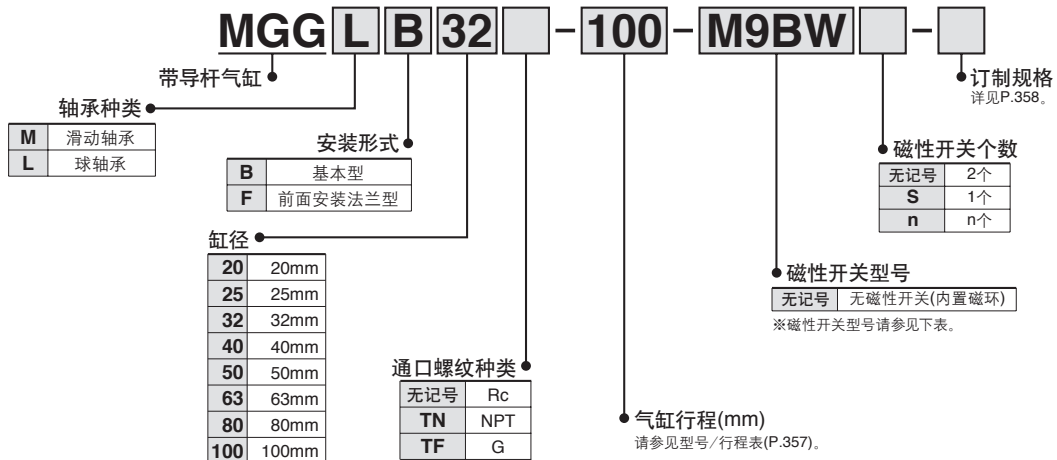 MGG L B 32 - 100 - M9BW -
带导杆气缸
轴承种类
M 滑动轴承
L 球轴承
安装形式
B 基本型
F 前面安装法兰型
缸径
20 20mm
25 25mm
32 32mm
40 40mm
50 50mm
63 63mm
80 80mm
100 100mm
通口螺纹种类
无记号 Rc
TN NPT
TF G
气缸行程(mm)
请参见型号/行程表(P.357)。
磁性开关型号
无记号 无磁性开关(内置磁环)
※磁性开关型号请参见下表。
磁性开关个数
无记号 2个
S 1个
n n个
订制规格
详见P.358。